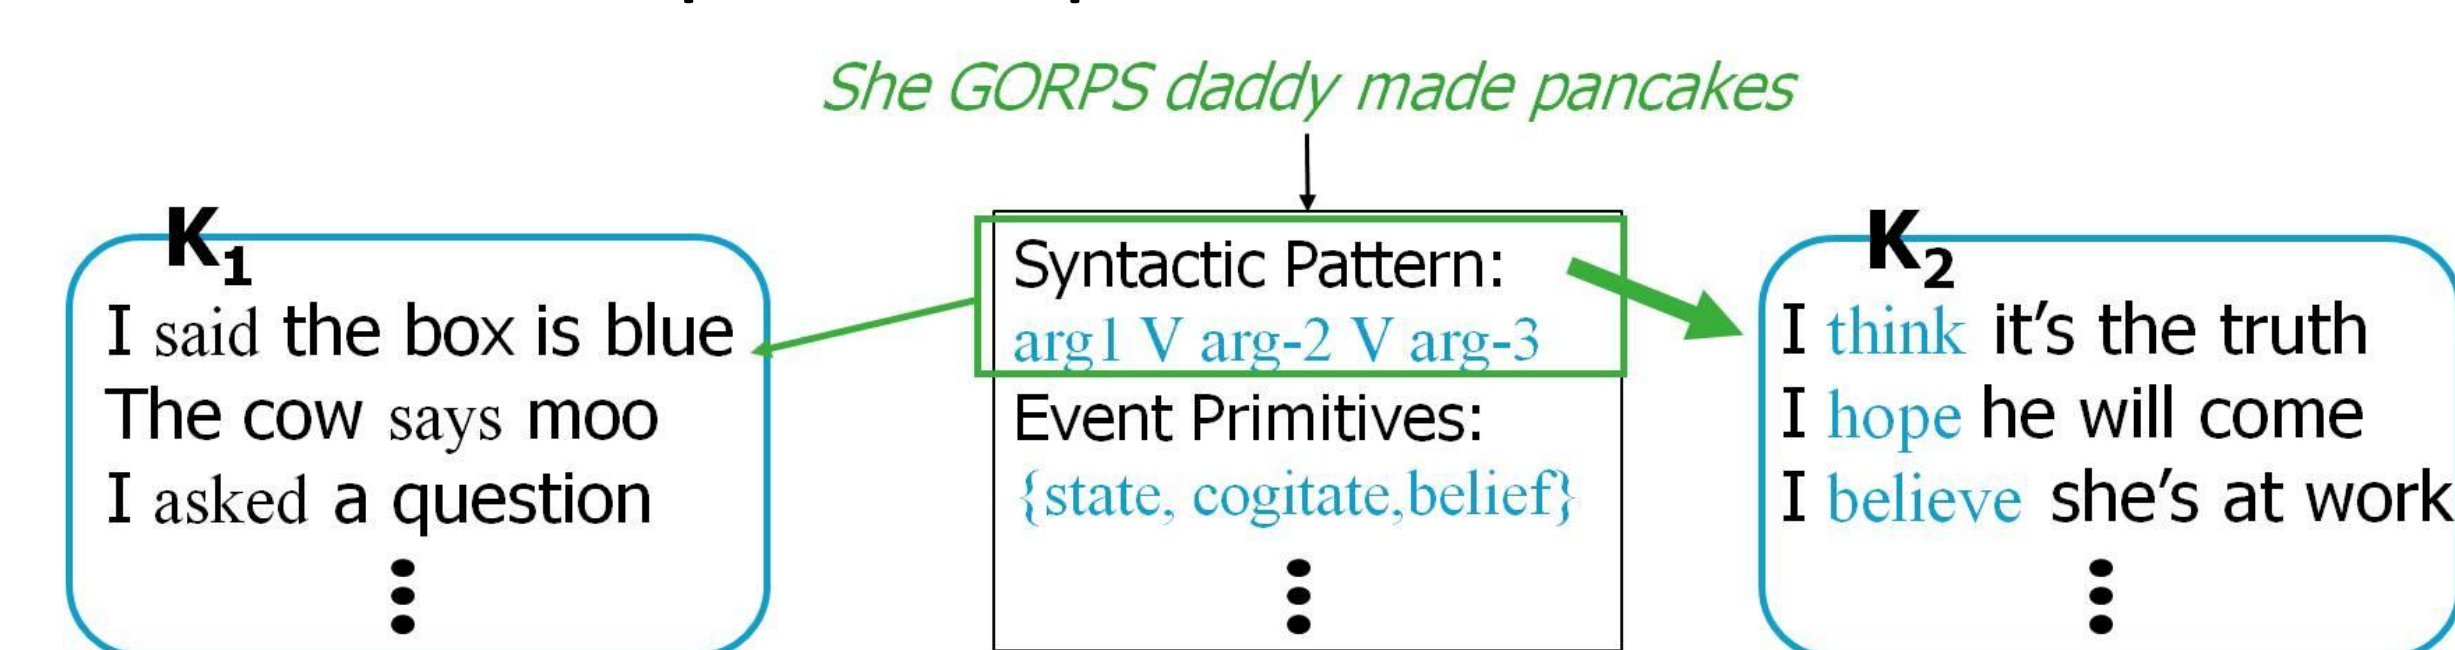 She GORPS daddy made pancakes
K1
I said the box is blue
The cow says moo
I asked a question
Syntactic Pattern:
arg1 V arg-2 V arg-3
Event Primitives:
{state, cogitate,belief}
K2
I think it's the truth
I hope he will come
I believe she's at work